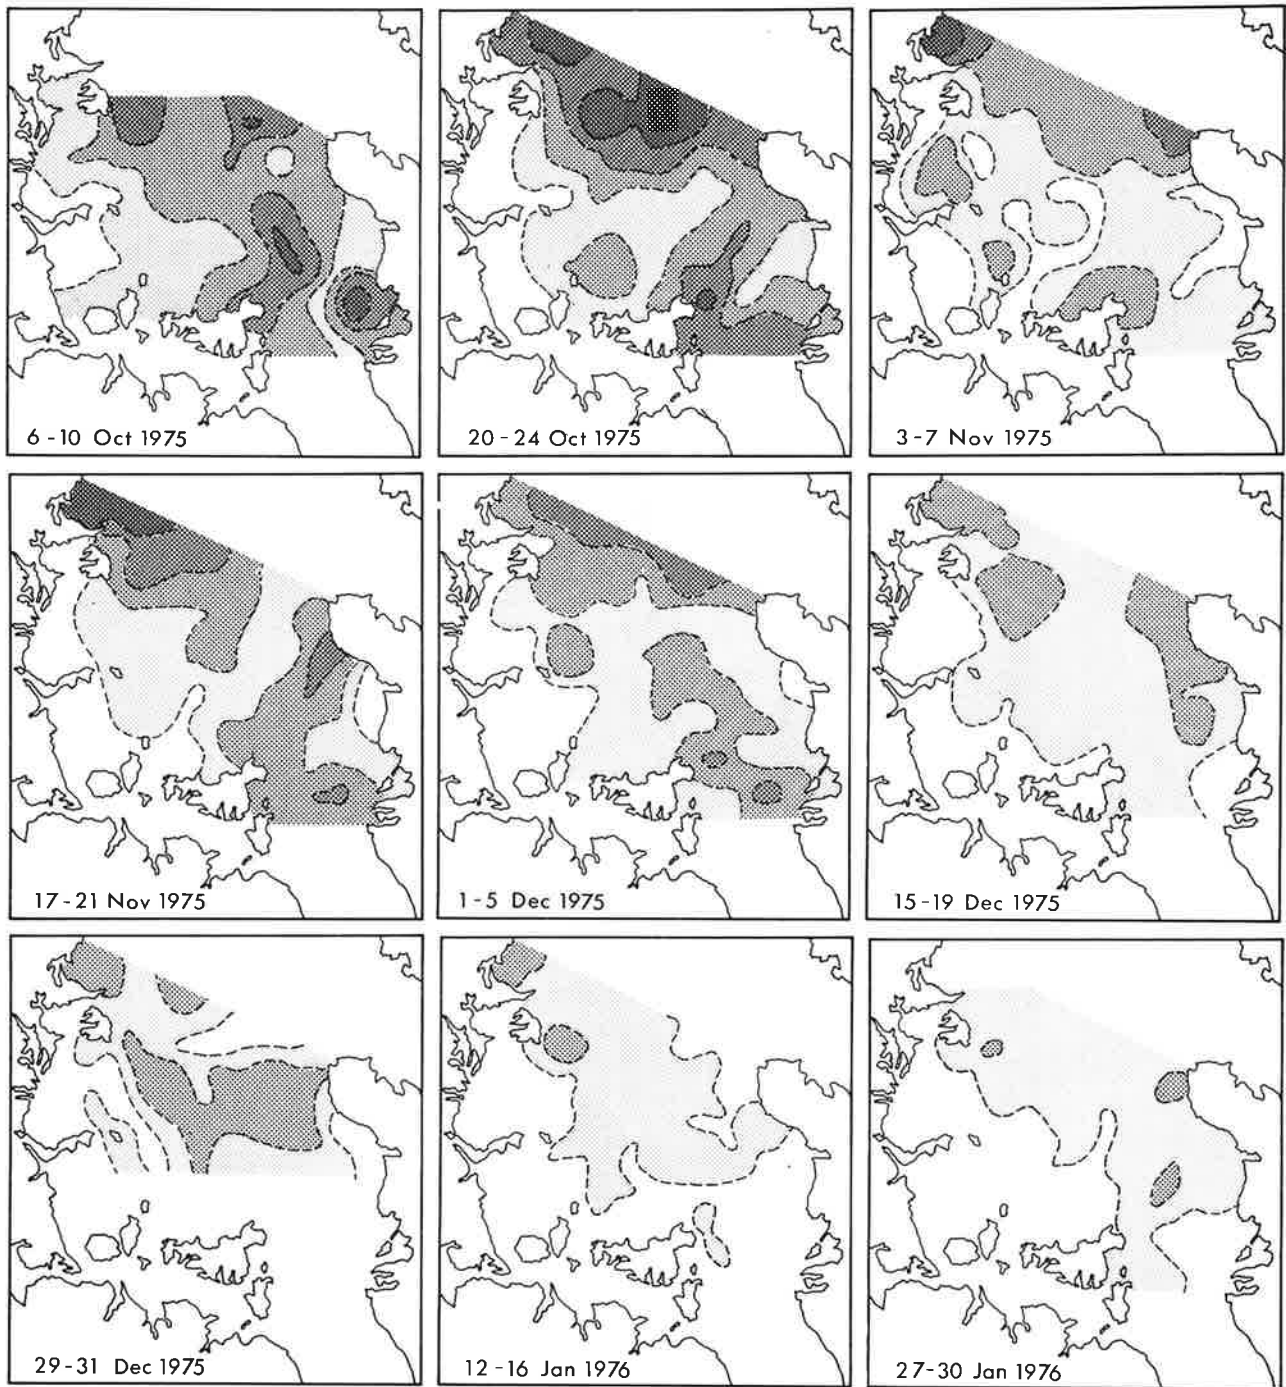 6-10 Oct 1975
20-24 Oct 1975
3-7 Nov 1975
17-21 Nov 1975
1-5 Dec 1975
15-19 Dec 1975
29-31 Dec 1975
12-16 Jan 1976
27-30 Jan 1976